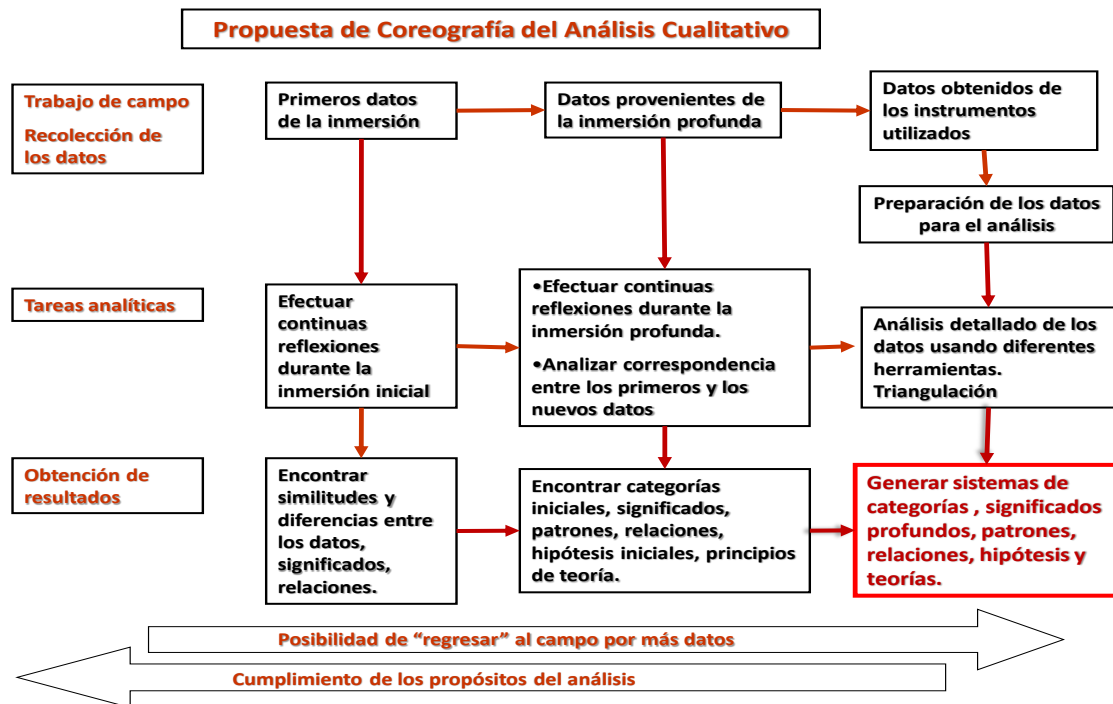 Propuesta de Coreografía del Análisis Cualitativo
Trabajo de campo
Recolección de
los datos
Primeros datos
de la inmersión
Datos provenientes de
la inmersión profunda
Datos obtenidos de
los instrumentos
utilizados
Preparación de los datos
para el análisis
Tareas analíticas
Efectuar
continuas
reflexiones
durante la
inmersión inicial
•Efectuar continuas
reflexiones durante la
inmersión profunda.
•Analizar correspondencia
entre los primeros y los
nuevos datos
Análisis detallado de los
datos usando diferentes
herramientas.
Triangulación
Obtención de
resultados
Encontrar
similitudes y
diferencias entre
los datos,
significados,
relaciones.
Encontrar categorías
iniciales, significados,
patrones, relaciones,
hipótesis iniciales, principios
de teoría.
Generar sistemas de
categorías , significados
profundos, patrones,
relaciones, hipótesis y
teorías.
Posibilidad de “regresar” al campo por más datos
Cumplimiento de los propósitos del análisis